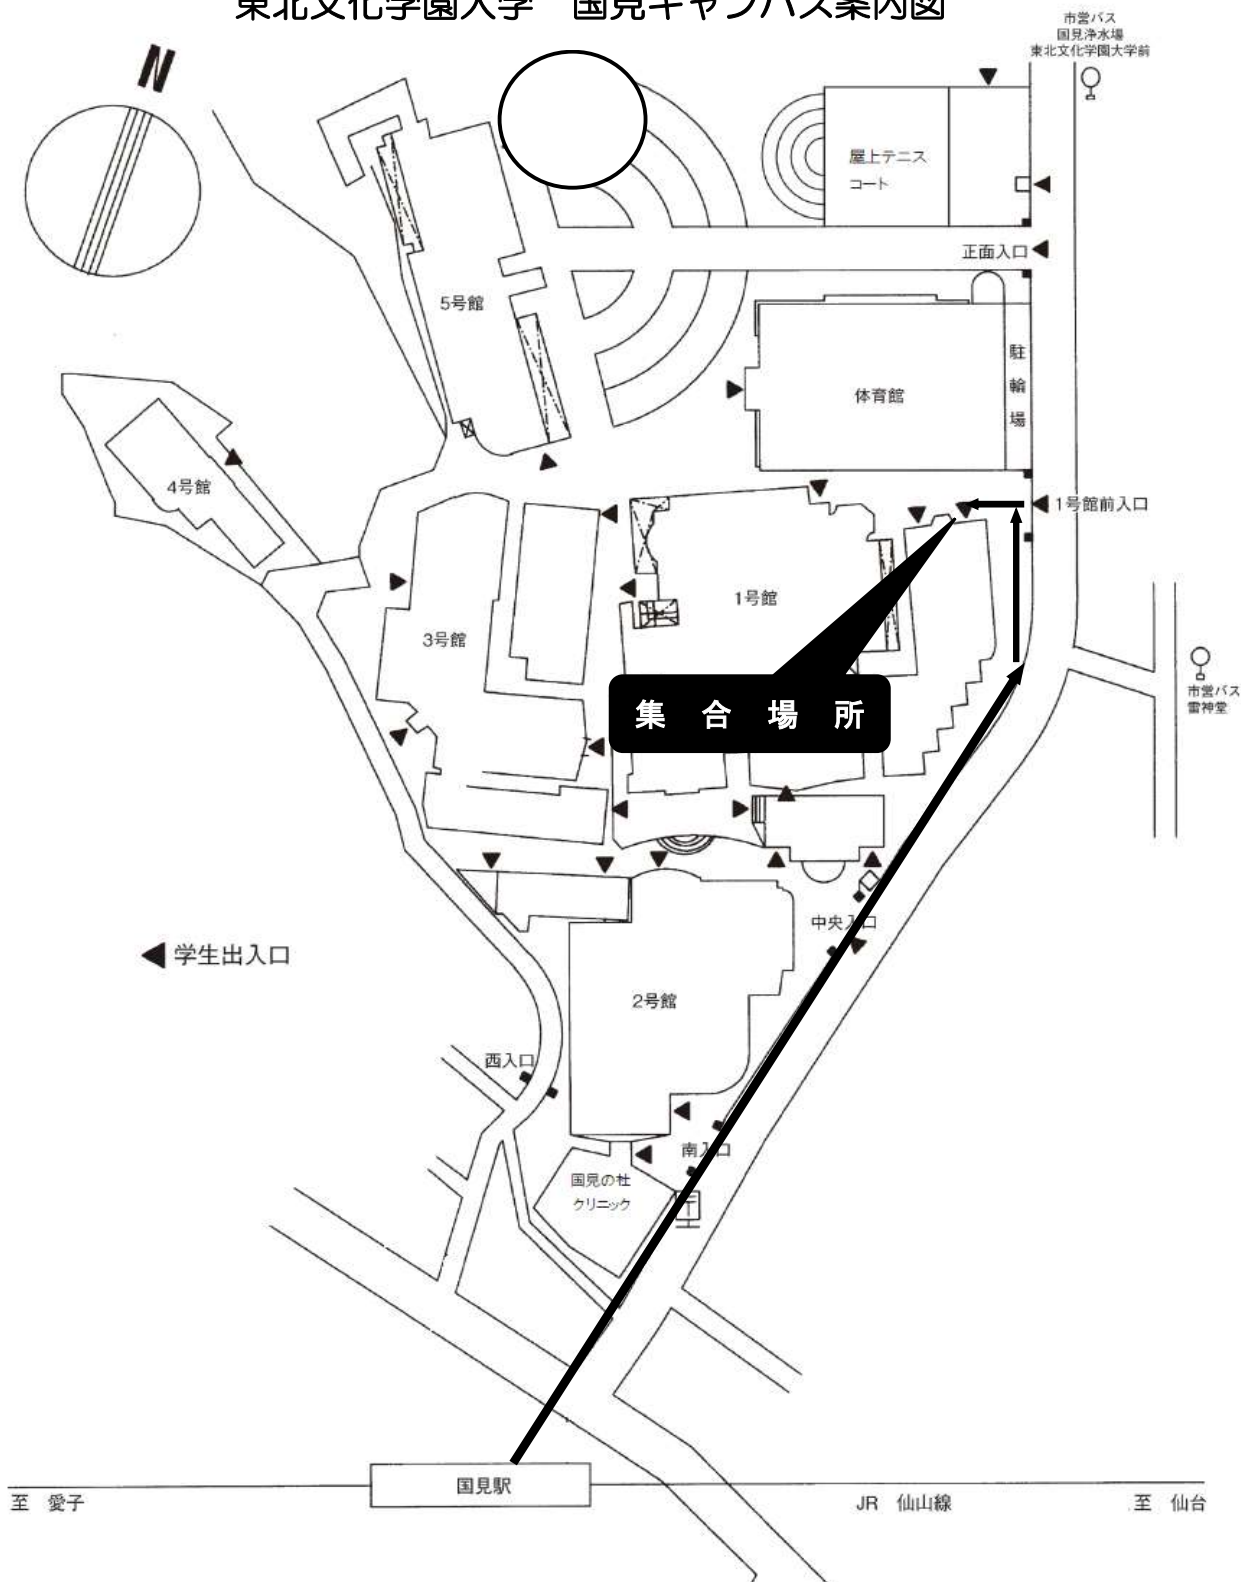 東北文化学園大学 国見キャンパス案内図
市営バス
国見浄水場
東北文化学園大学前
N
屋上テニス
コート
正面入口
5号館
駐輪場
体育館
4号館
1号館前入口
1号館
3号館
市営バス
雷神堂
集合場所
中央入口
学生出入口
2号館
西入口
南入口
国見の杜
クリニック
国見駅
至 愛子
JR 仙山線
至 仙台